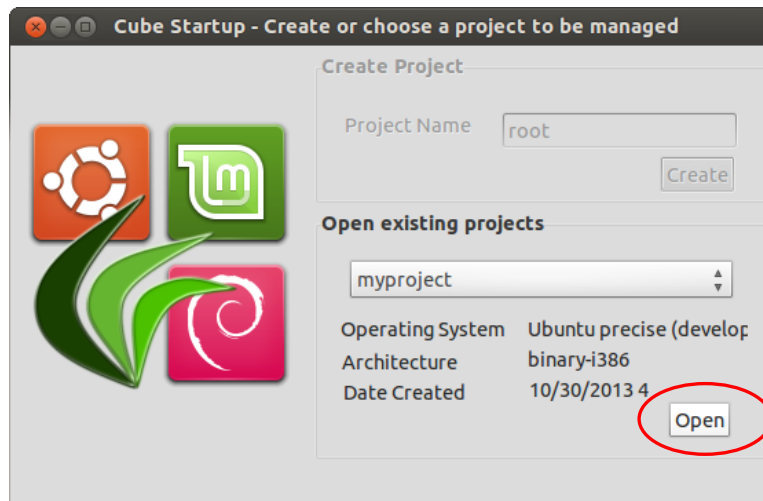 Cube Startup - Create or choose a project to be managed
Create Project
Project Name root
Create
Open existing projects
myproject
Operating System Ubuntu precise (develop
Architecture binary-i386
Date Created 10/30/2013 4
Open